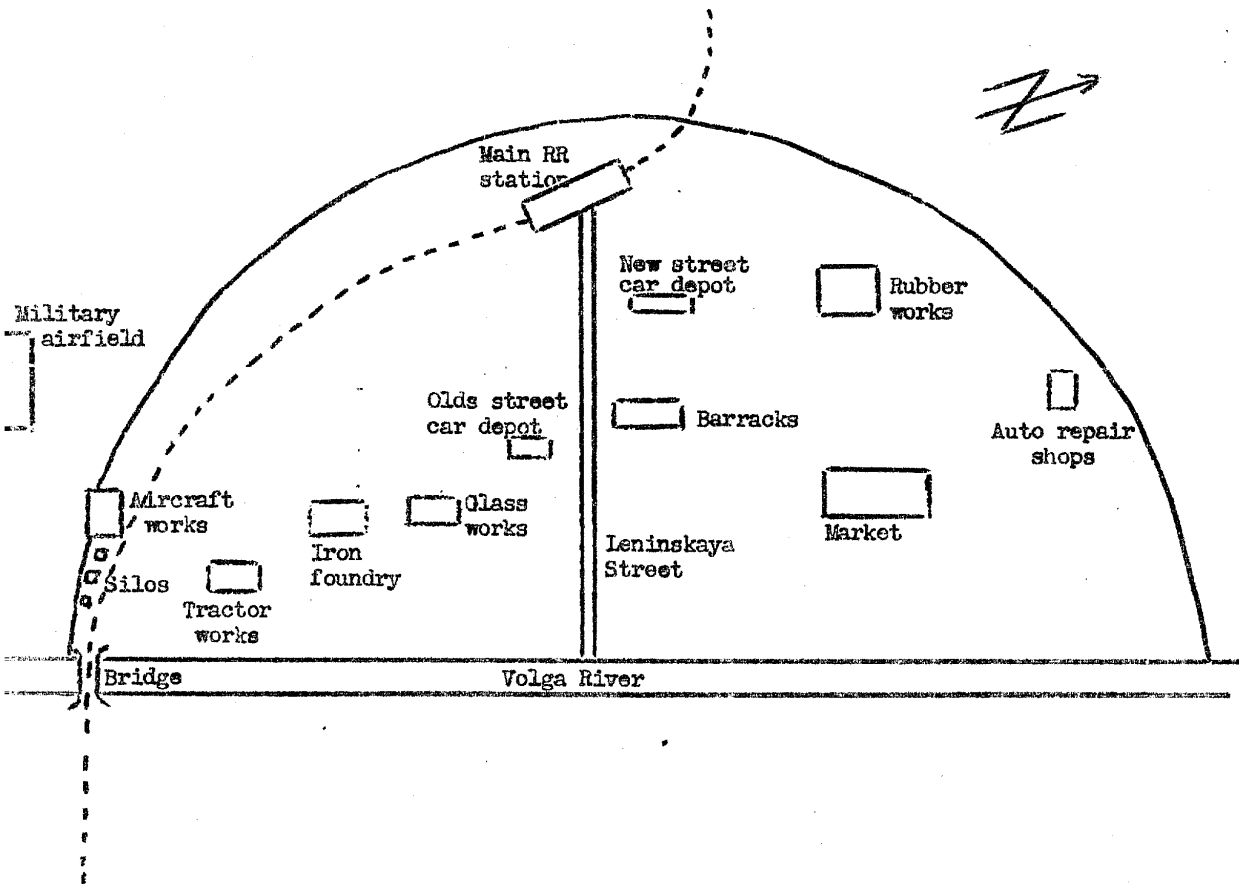 Main RR
station
New street
car depot
Rubber
works
Military
airfield
Olds street
car depot
Barracks
Auto repair
shops
Aircraft
works
Iron
foundry
Glass
works
Market
Leninskaya
Street
Silos
Tractor
works
Bridge
Volga River